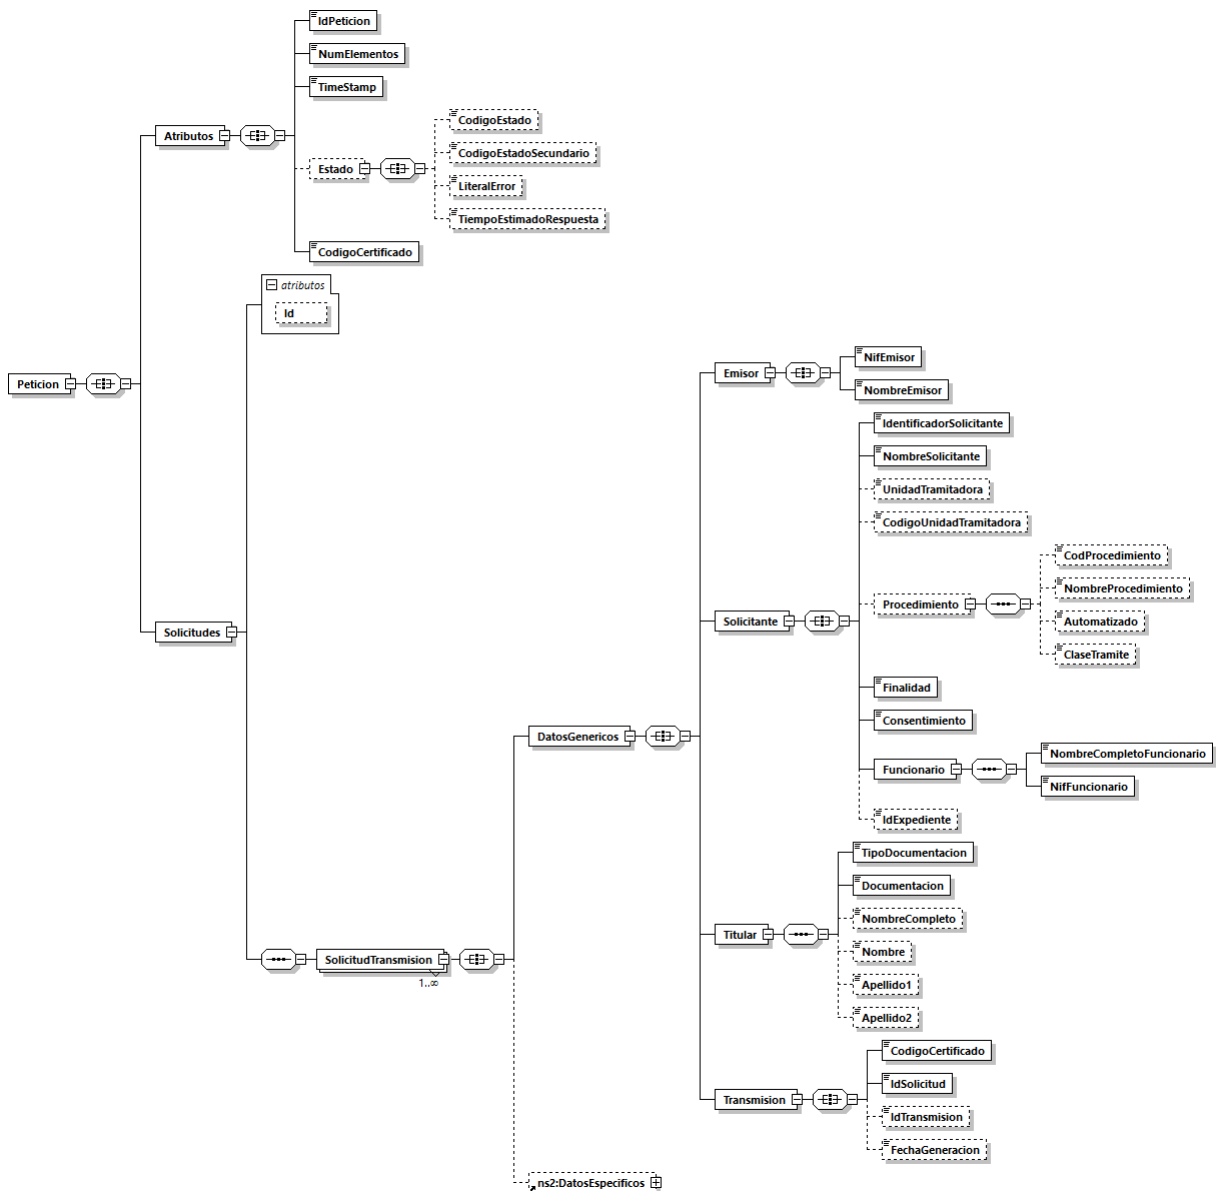 IdPeticion
NumElementos
TimeStamp
CodigoEstado
Atributos
CodigoEstadoSecundario
Estado
LiteralError
TiempoEstimadoRespuesta
CodigoCertificado
atributos
Id
Peticion
NifEmisor
Emisor
NombreEmisor
IdentificadorSolicitante
NombreSolicitante
UnidadTramitadora
CodigoUnidadTramitadora
CodProcedimiento
NombreProcedimiento
Procedimiento
Automatizado
Solicitante
Solicitudes
ClaseTramite
Finalidad
Consentimiento
DatosGenericos
NombreCompletoFuncionario
Funcionario
NifFuncionario
IdExpediente
TipoDocumentacion
Documentacion
NombreCompleto
Titular
Nombre
SolicitudTransmision
1..∞
Apellido1
Apellido2
CodigoCertificado
IdSolicitud
Transmision
IdTransmision
FechaGeneracion
ns2:DatosEspecificos